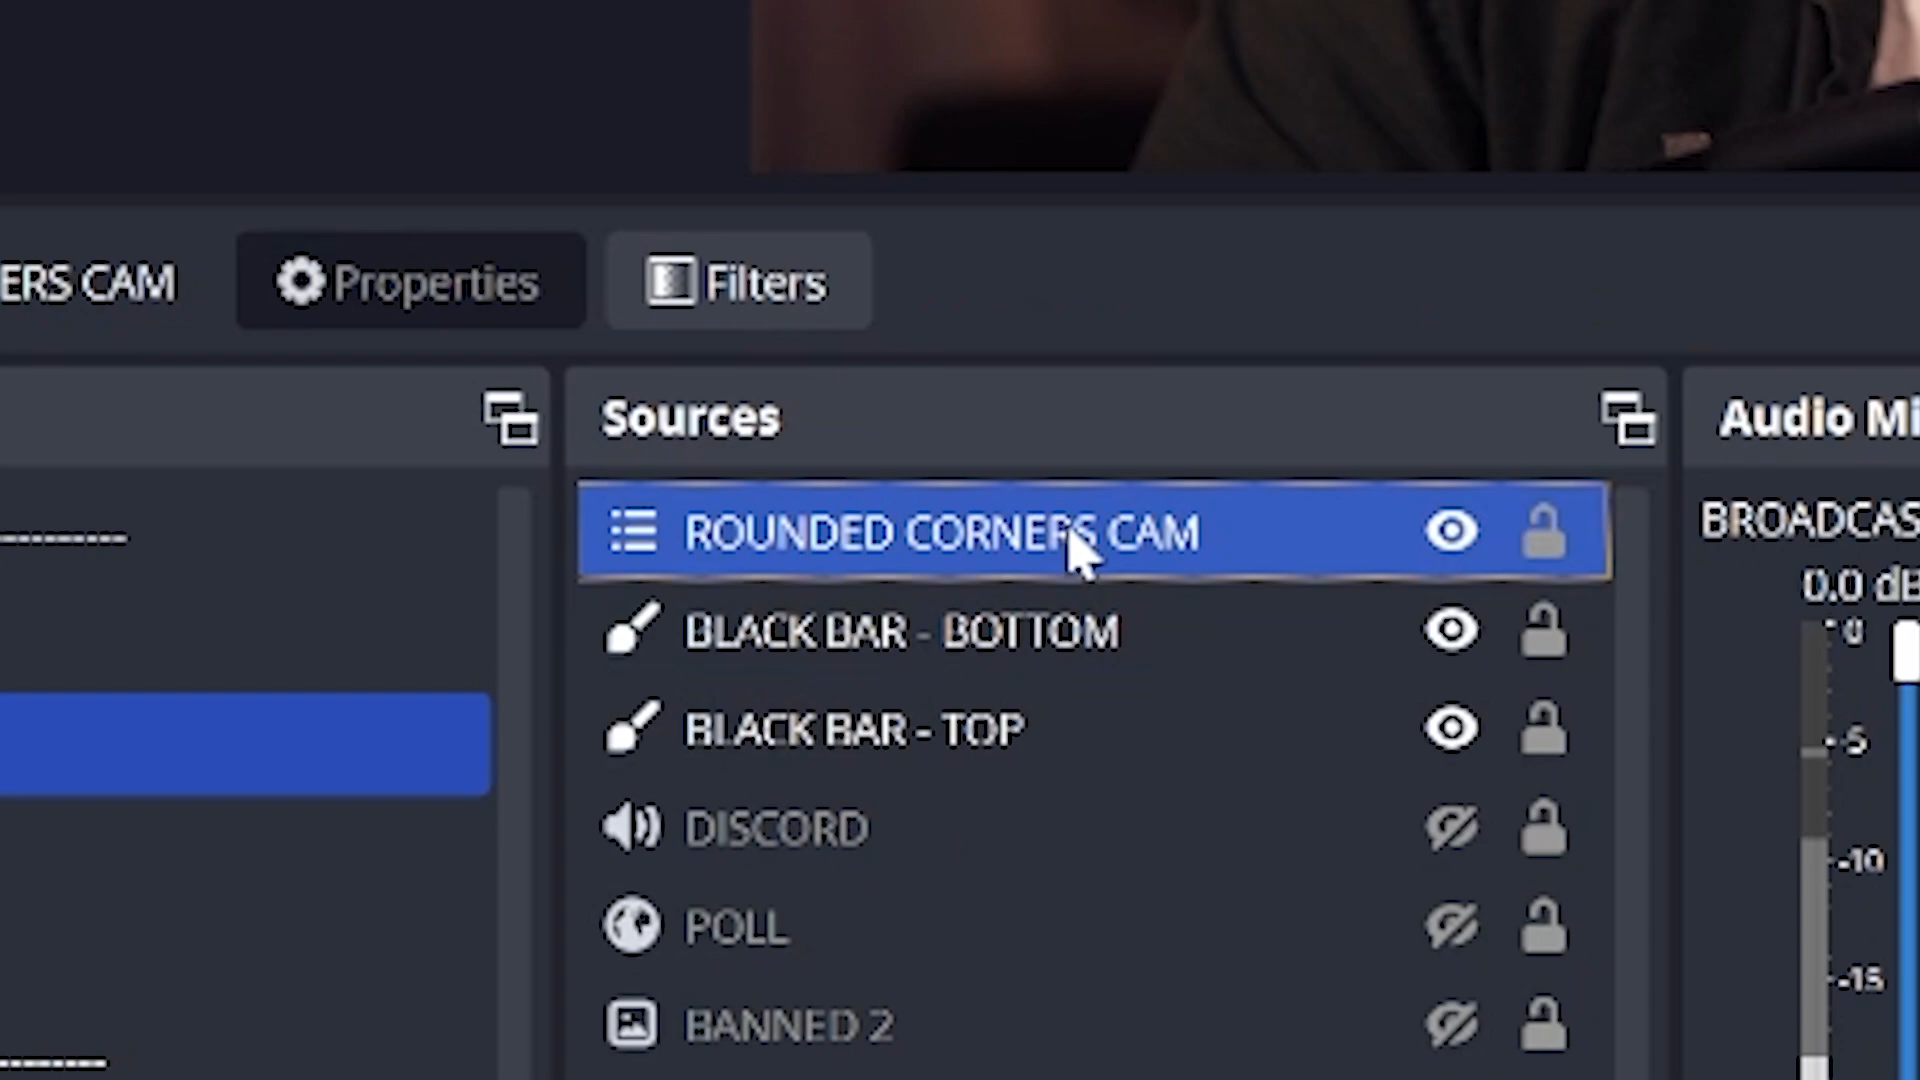 ERS CAM
Properties
Filters
Sources
Audio Mi
ROUNDED CORNERS CAM
BLACK BAR - BOTTOM
BLACK BAR - TOP
DISCORD
POLL
BANNED 2
BROADCAS
0.0 dB
0
-5
-10
-15